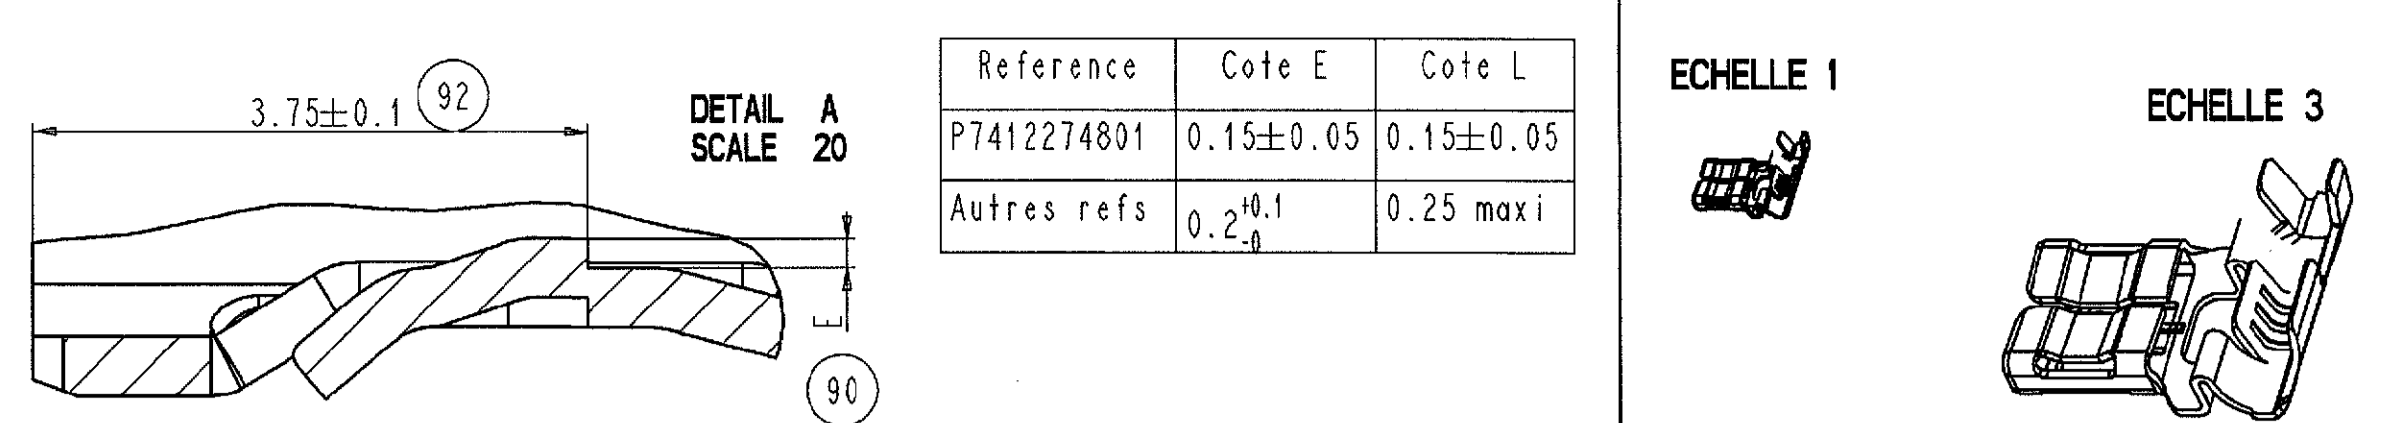 3.75±0.1
92
DETAIL A
SCALE 20
E
90
Reference Cote E Cote L
P7412274801 0.15±0.05 0.15±0.05
Autres refs 0.2 +0.1 -0 0.25 maxi
ECHELLE 1
ECHELLE 3